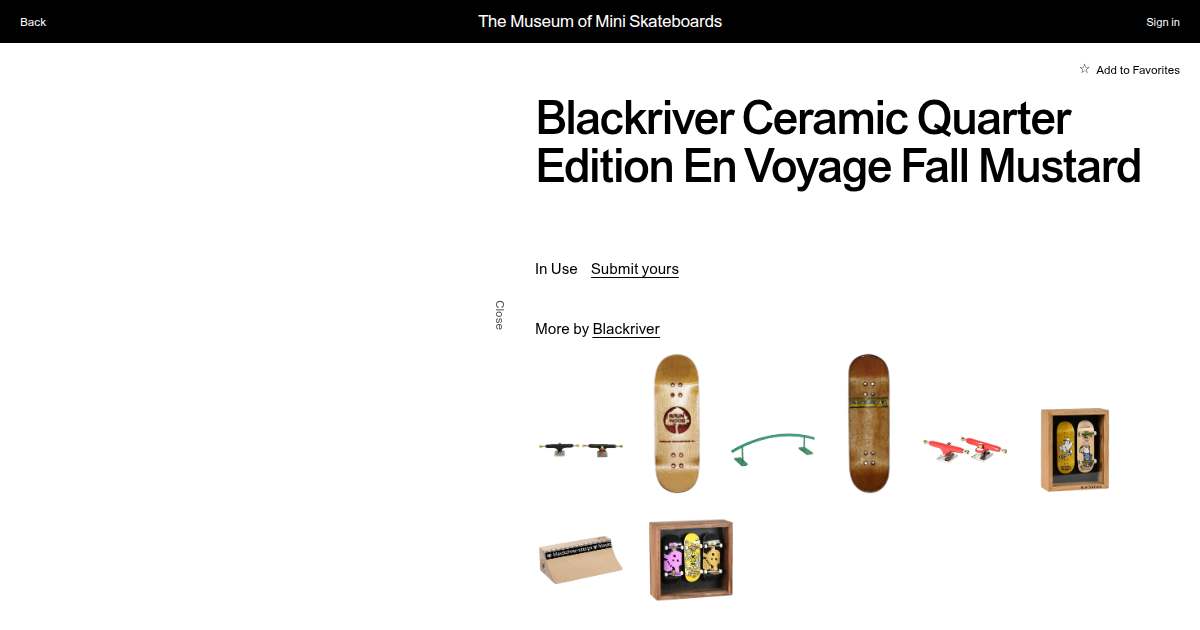 Back
The Museum of Mini Skateboards
Sign in
☆ Add to Favorites
Blackriver Ceramic Quarter
Edition En Voyage Fall Mustard
In Use Submit yours
Close
More by Blackriver